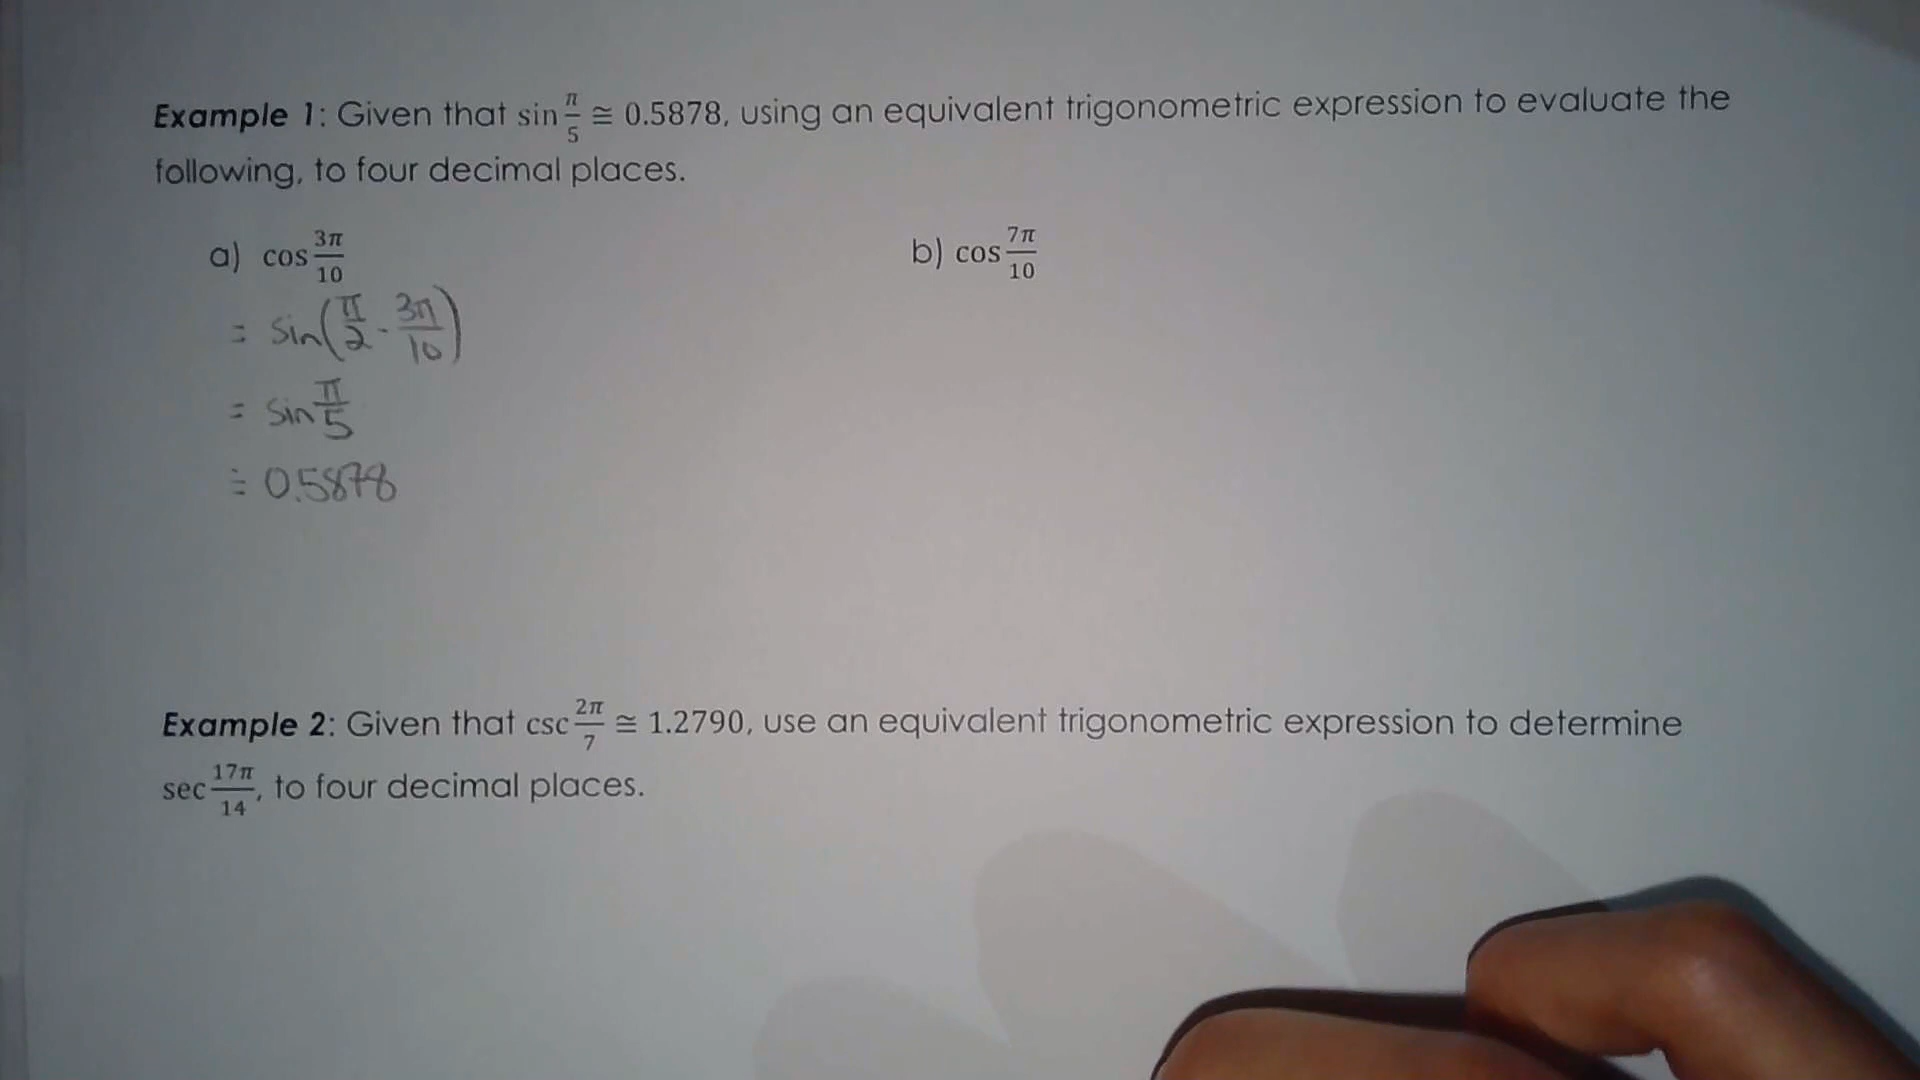 Example 1: Given that sin π/5 ≅ 0.5878, using an equivalent trigonometric expression to evaluate the
following, to four decimal places.
a) cos 3π/10
= sin(π/2 - 3π/10)
= sin π/5
≐ 0.5878
b) cos 7π/10
Example 2: Given that csc 2π/7 ≅ 1.2790, use an equivalent trigonometric expression to determine
sec 17π/14, to four decimal places.